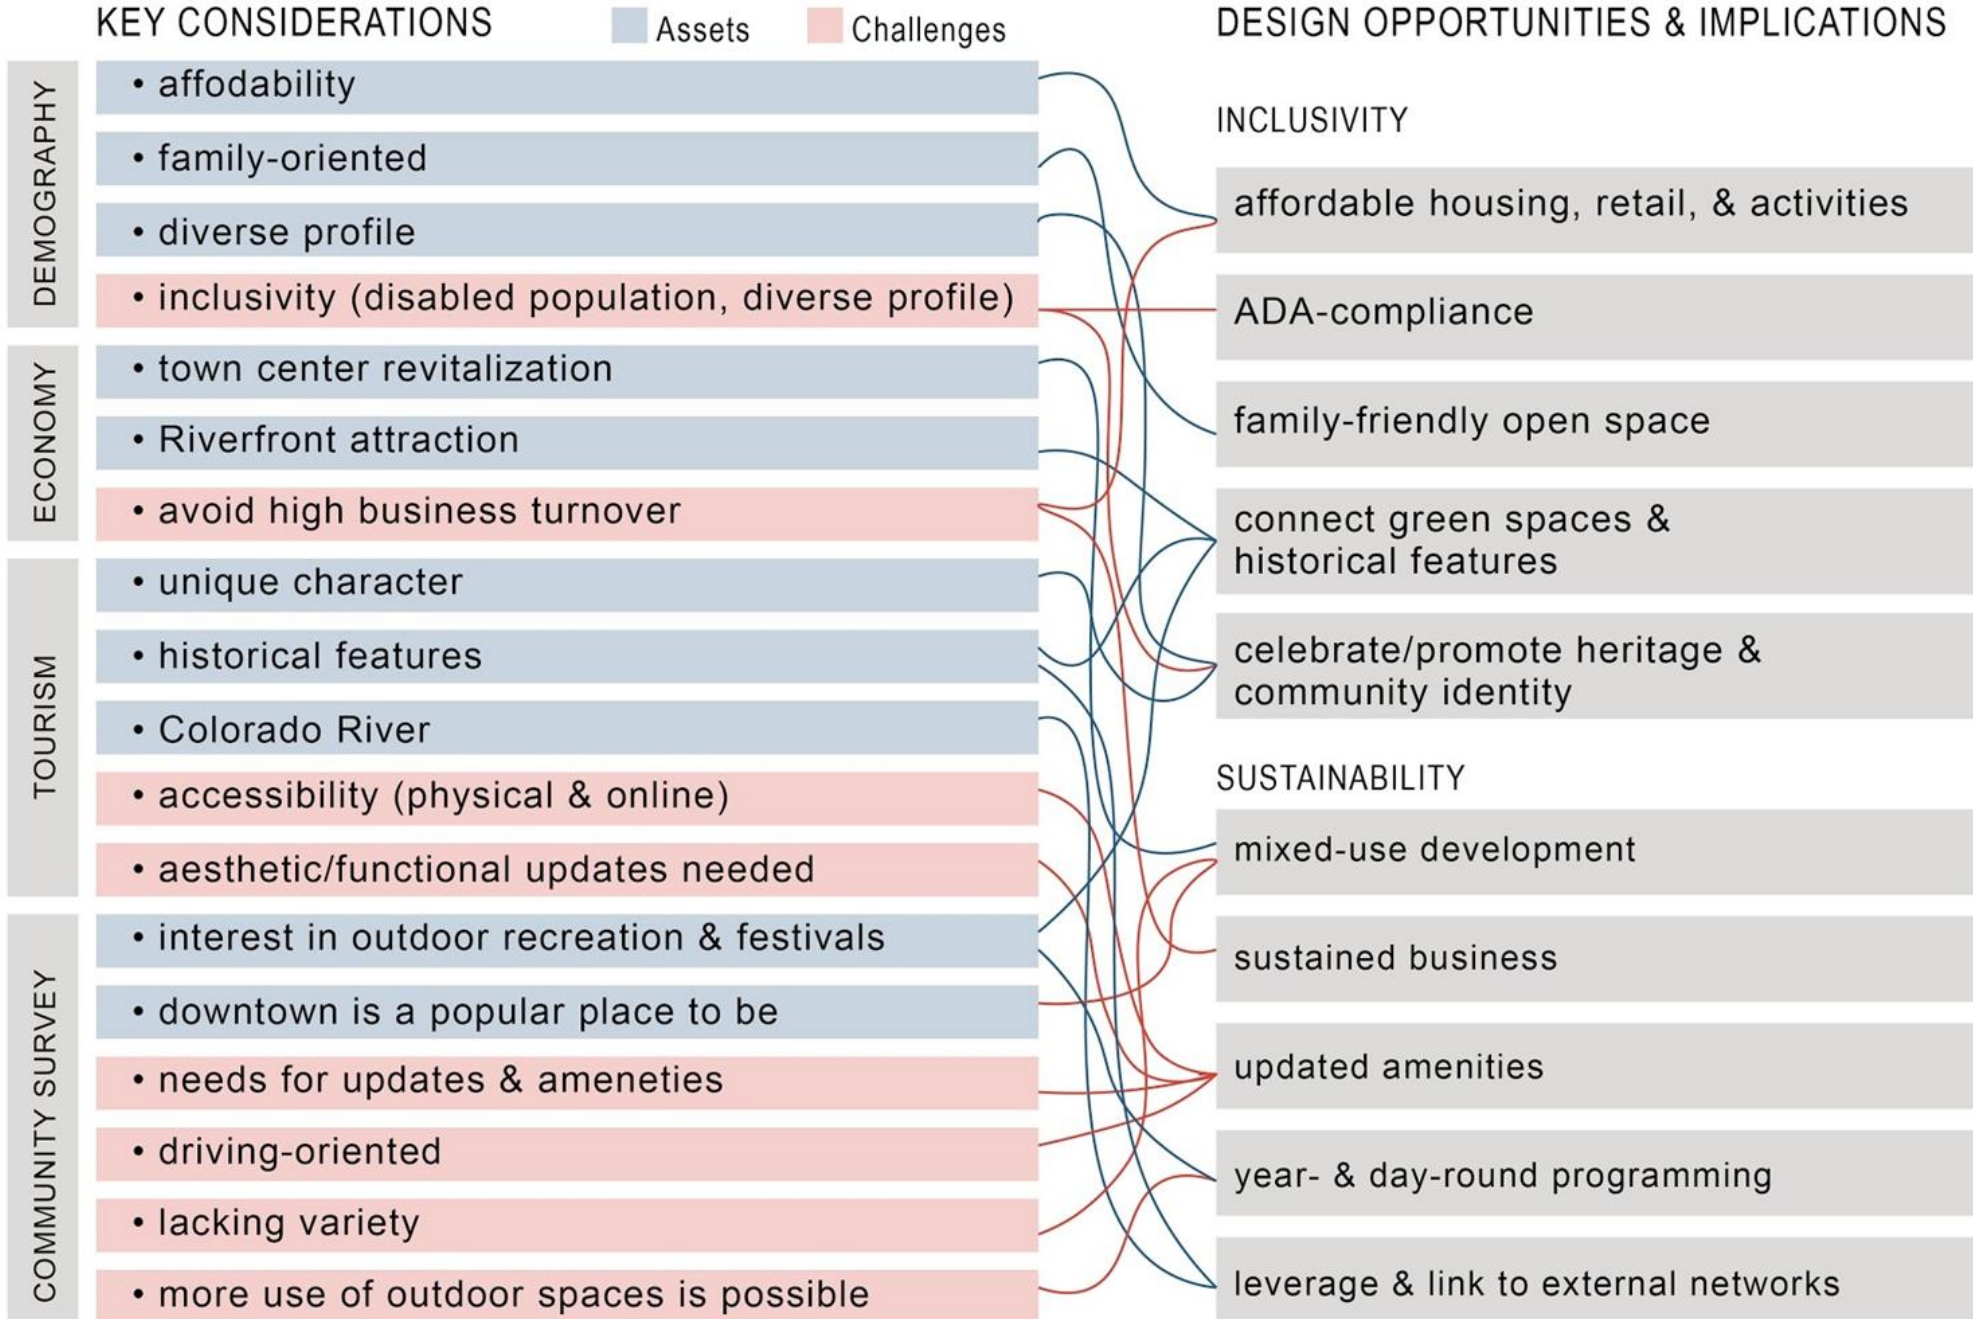 KEY CONSIDERATIONS
Assets
Challenges
DEMOGRAPHY
• affodability
• family-oriented
• diverse profile
• inclusivity (disabled population, diverse profile)
ECONOMY
• town center revitalization
• Riverfront attraction
• avoid high business turnover
TOURISM
• unique character
• historical features
• Colorado River
• accessibility (physical & online)
• aesthetic/functional updates needed
COMMUNITY SURVEY
• interest in outdoor recreation & festivals
• downtown is a popular place to be
• needs for updates & ameneties
• driving-oriented
• lacking variety
• more use of outdoor spaces is possible
DESIGN OPPORTUNITIES & IMPLICATIONS
INCLUSIVITY
affordable housing, retail, & activities
ADA-compliance
family-friendly open space
connect green spaces &
historical features
celebrate/promote heritage &
community identity
SUSTAINABILITY
mixed-use development
sustained business
updated amenities
year- & day-round programming
leverage & link to external networks